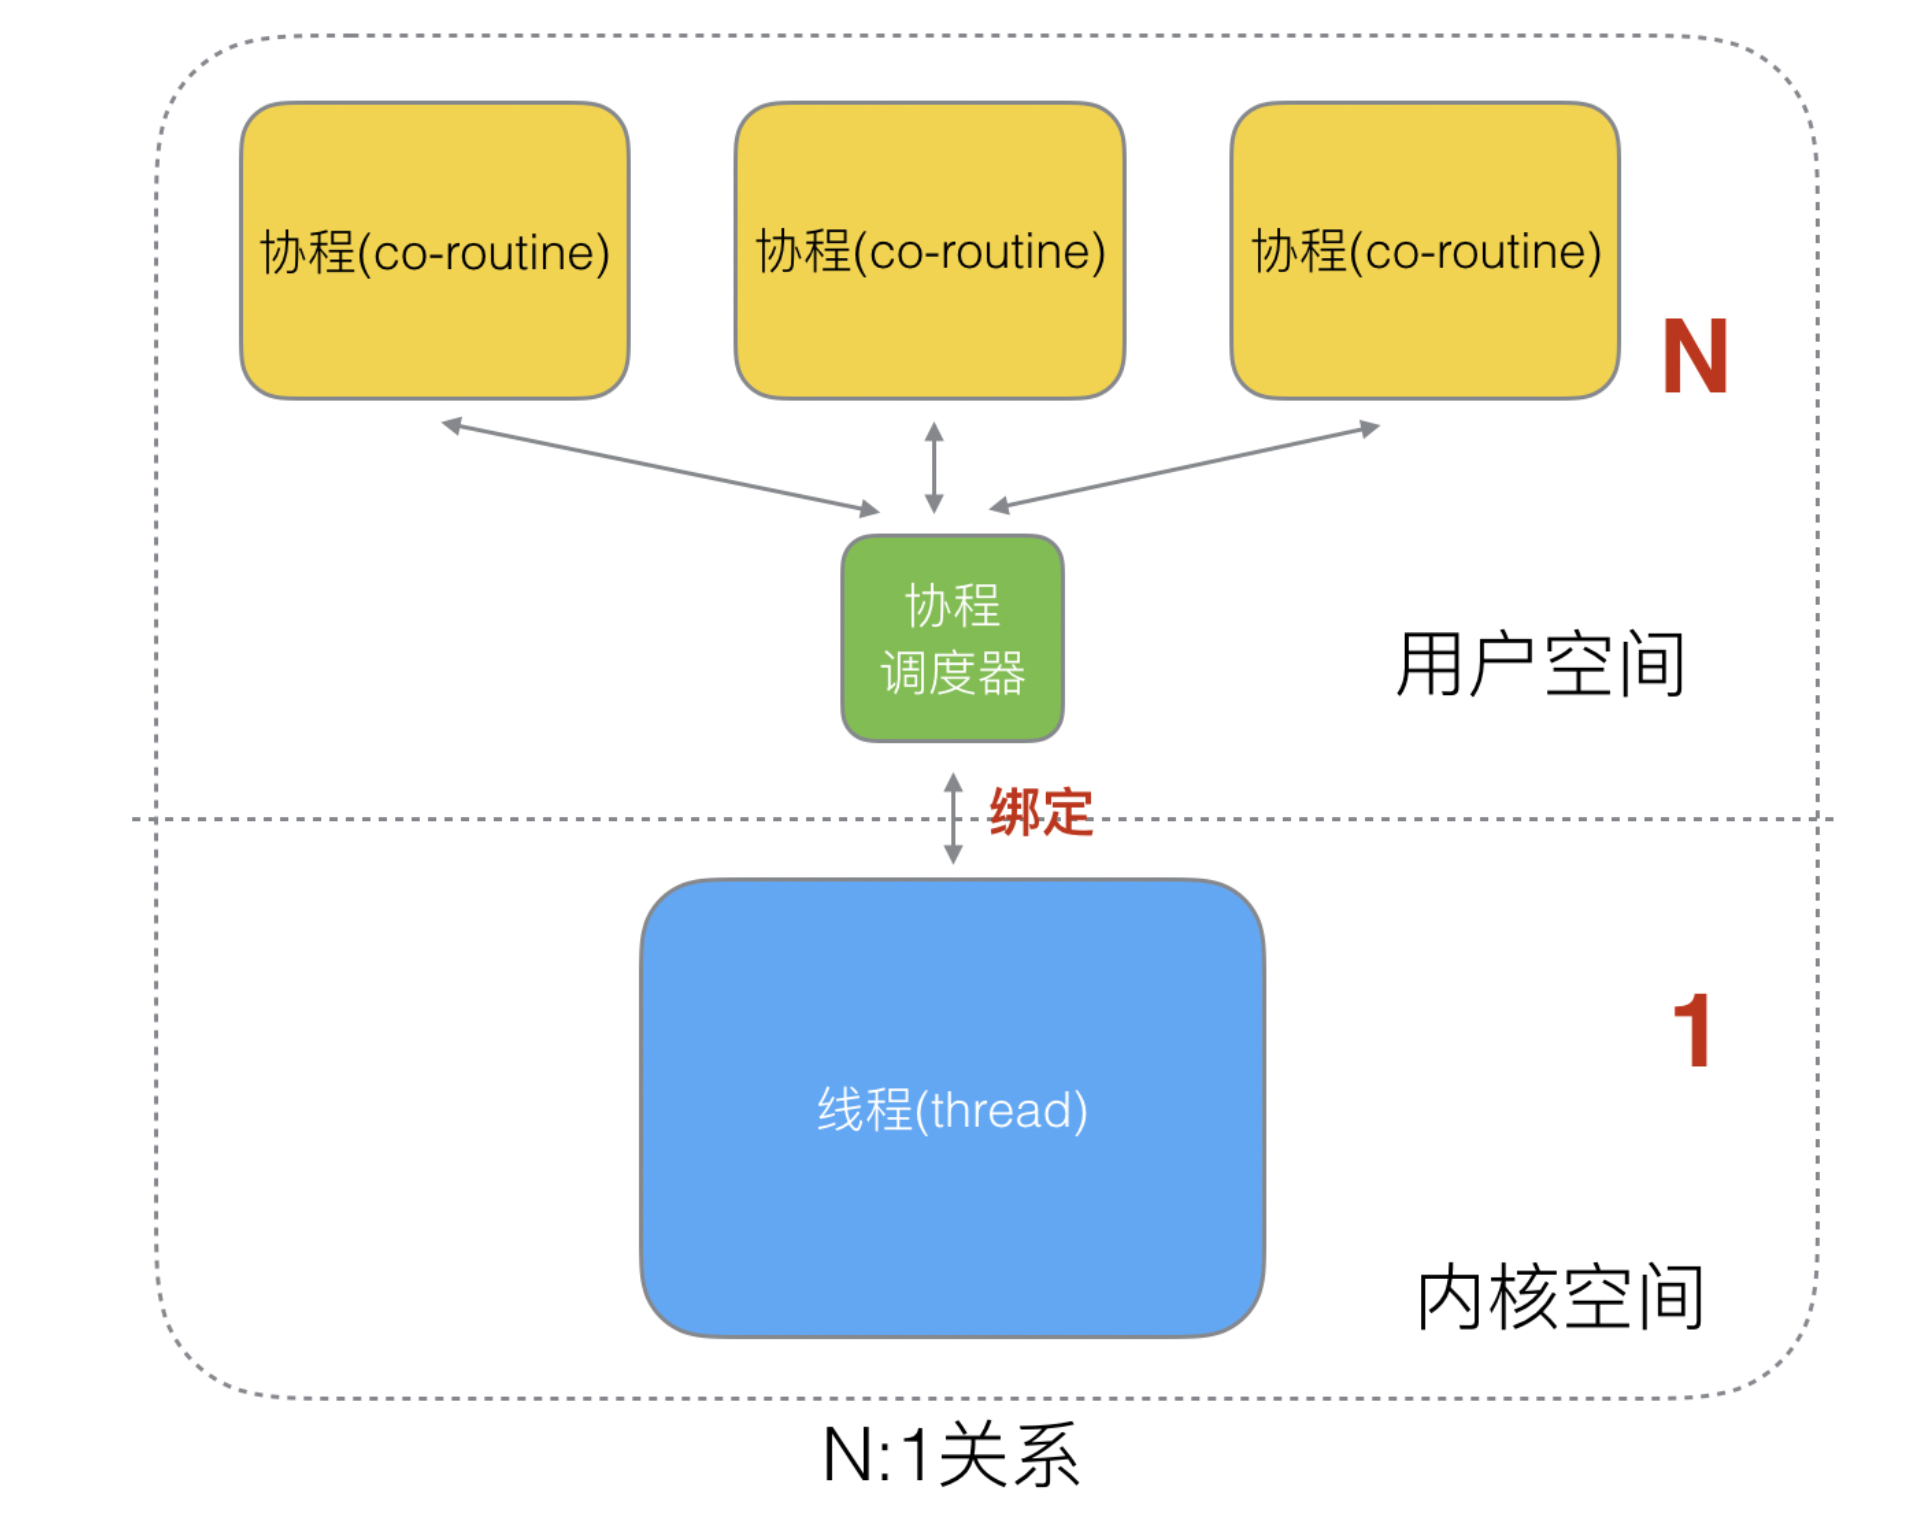 协程(co-routine)
协程(co-routine)
协程(co-routine)
N
协程
调度器
用户空间
绑定
线程(thread)
1
内核空间
N:1关系